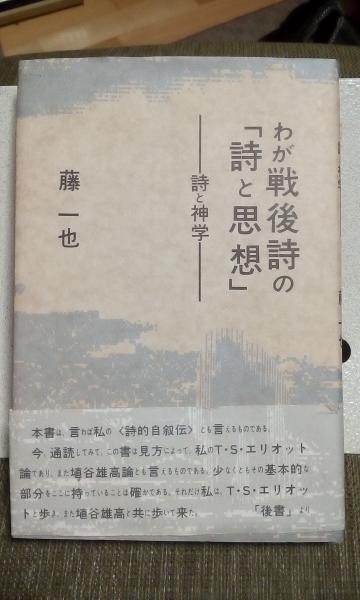 わが戦後詩の
「詩と思想」
──詩と神学──
藤 一也
本書は、言わば私の〈詩的自叙伝〉とも言えるものである。
今、通読してみて、この書は見方によって、私のT・S・エリオット
論であり、また埴谷雄高論とも言えるものである。少なくともその基本的な
部分をここに持っていることは確かである。それだけ私は、T・S・エリオッ
トと歩き、また埴谷雄高と共に歩いて来た。 「後書」より